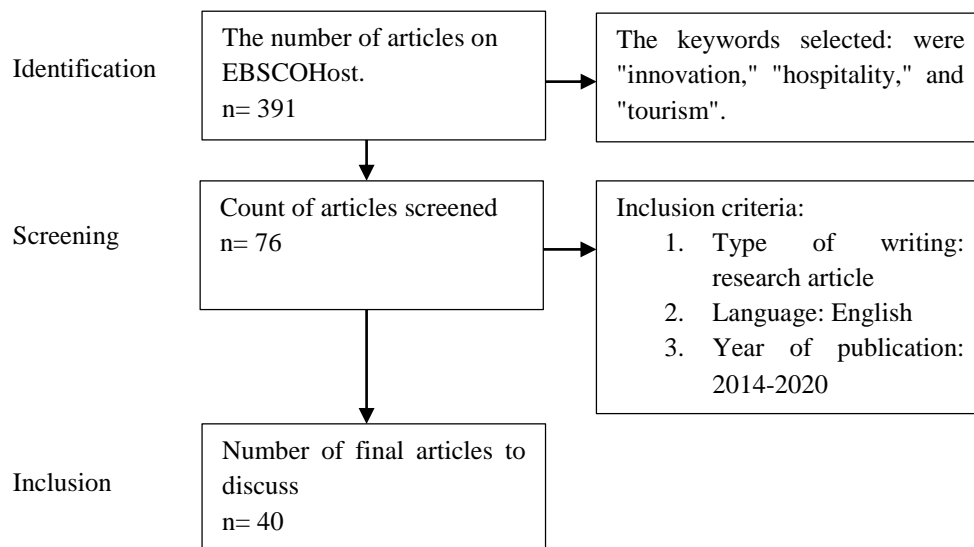 Identification
The number of articles on
EBSCOHost.
n= 391
The keywords selected: were
"innovation," "hospitality," and
"tourism".
Screening
Count of articles screened
n= 76
Inclusion criteria:
1. Type of writing:
research article
2. Language: English
3. Year of publication:
2014-2020
Inclusion
Number of final articles to
discuss
n= 40